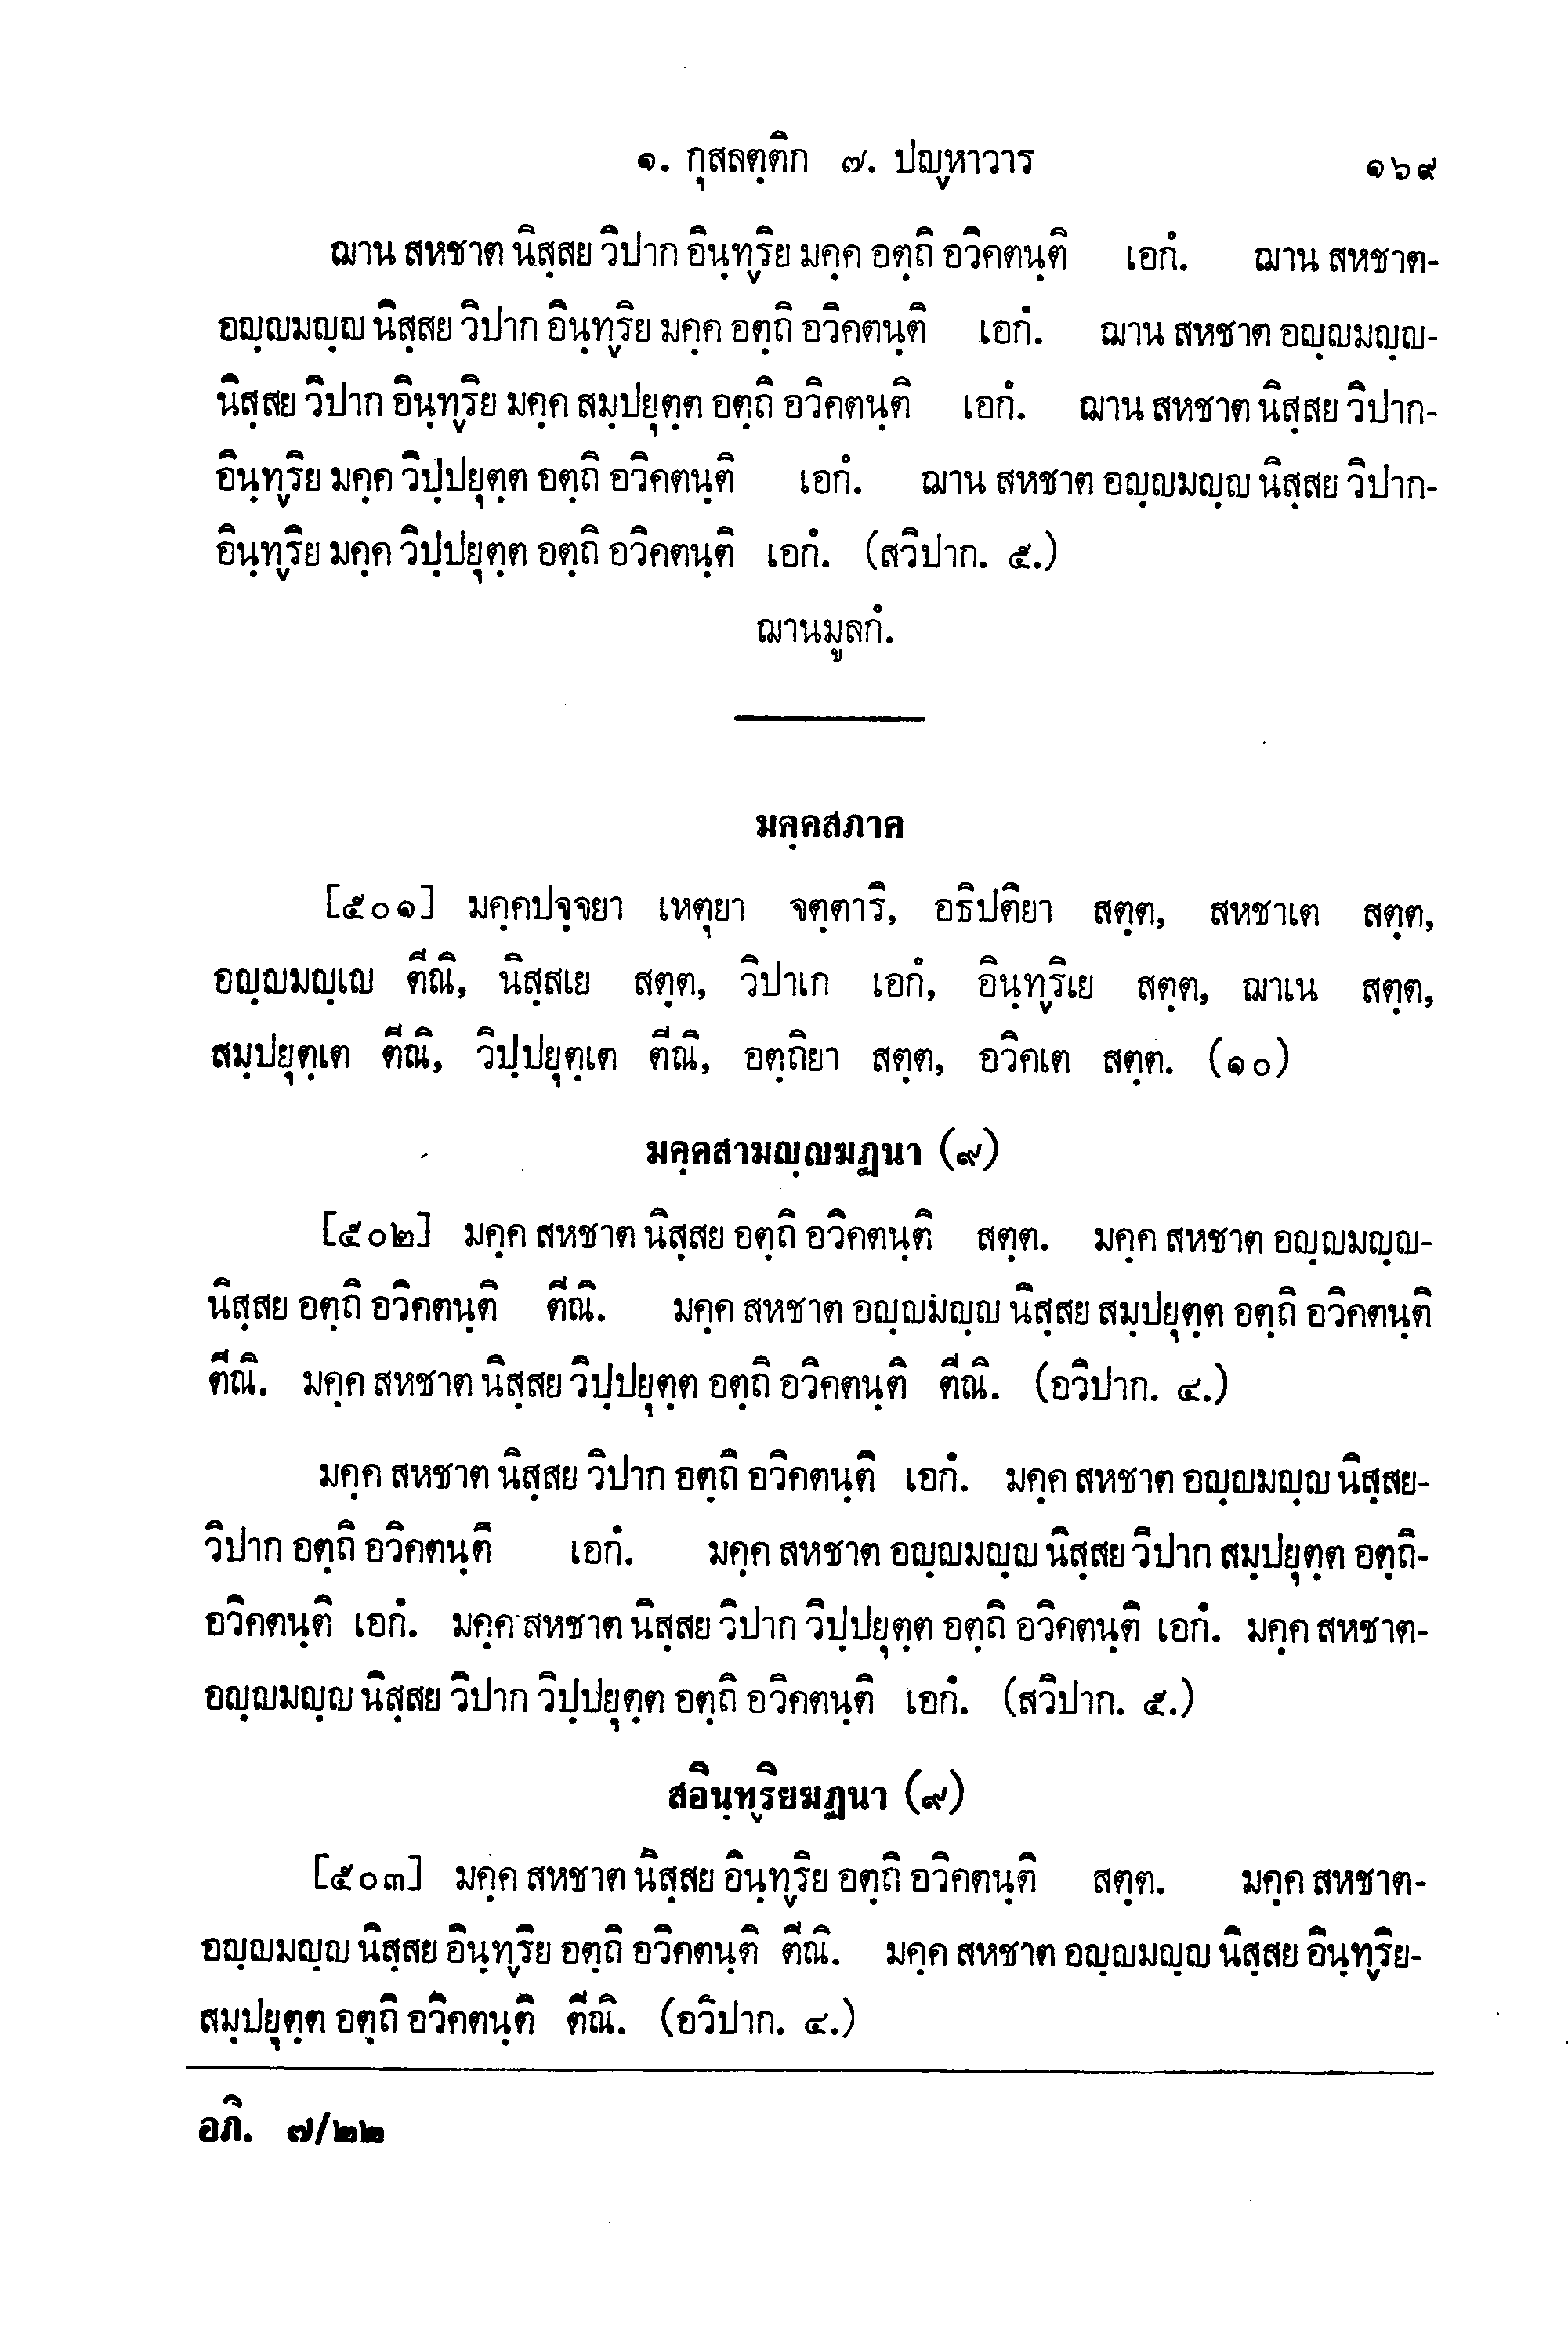 ๑. กุสลตฺติก ๗. ปญฺหาวาร ๑๖๙
ฌาน สหชาต นิสฺสย วิปาก อินฺทฺริย มคฺค อตฺถิ อวิคตนฺติ เอกํ. ฌาน สหชาต-
อญฺญมญฺญ นิสฺสย วิปาก อินฺทฺริย มคฺค อตฺถิ อวิคตนฺติ เอกํ. ฌาน สหชาต อญฺญมญฺญ-
นิสฺสย วิปาก อินฺทฺริย มคฺค สมฺปยุตฺต อตฺถิ อวิคตนฺติ เอกํ. ฌาน สหชาต นิสฺสย วิปาก-
อินฺทฺริย มคฺค วิปฺปยุตฺต อตฺถิ อวิคตนฺติ เอกํ. ฌาน สหชาต อญฺญมญฺญ นิสฺสย วิปาก-
อินฺทฺริย มคฺค วิปฺปยุตฺต อตฺถิ อวิคตนฺติ เอกํ. (สวิปาก. ๕.)
ฌานมูลกํ.
มคฺคสภาค
[๕๐๑] มคฺคปจฺจยา เหตุยา จตฺตาริ, อธิปติยา สตฺต, สหชาเต สตฺต,
อญฺญมญฺเญ ตีณิ, นิสฺสเย สตฺต, วิปาเก เอกํ, อินฺทฺริเย สตฺต, ฌาเน สตฺต,
สมฺปยุตฺเต ตีณิ, วิปฺปยุตฺเต ตีณิ, อตฺถิยา สตฺต, อวิคเต สตฺต. (๑๐)
มคฺคสามญฺญฆฏนา (๙)
[๕๐๒] มคฺค สหชาต นิสฺสย อตฺถิ อวิคตนฺติ สตฺต. มคฺค สหชาต อญฺญมญฺญ-
นิสฺสย อตฺถิ อวิคตนฺติ ตีณิ. มคฺค สหชาต อญฺญมญฺญ นิสฺสย สมฺปยุตฺต อตฺถิ อวิคตนฺติ
ตีณิ. มคฺค สหชาต นิสฺสย วิปฺปยุตฺต อตฺถิ อวิคตนฺติ ตีณิ. (อวิปาก. ๔.)
มคฺค สหชาต นิสฺสย วิปาก อตฺถิ อวิคตนฺติ เอกํ. มคฺค สหชาต อญฺญมญฺญ นิสฺสย-
วิปาก อตฺถิ อวิคตนฺติ เอกํ. มคฺค สหชาต อญฺญมญฺญ นิสฺสย วิปาก สมฺปยุตฺต อตฺถิ-
อวิคตนฺติ เอกํ. มคฺค สหชาต นิสฺสย วิปาก วิปฺปยุตฺต อตฺถิ อวิคตนฺติ เอกํ. มคฺค สหชาต-
อญฺญมญฺญ นิสฺสย วิปาก วิปฺปยุตฺต อตฺถิ อวิคตนฺติ เอกํ. (สวิปาก. ๕.)
สอินฺทฺริยฆฏนา (๙)
[๕๐๓] มคฺค สหชาต นิสฺสย อินฺทฺริย อตฺถิ อวิคตนฺติ สตฺต. มคฺค สหชาต-
อญฺญมญฺญ นิสฺสย อินฺทฺริย อตฺถิ อวิคตนฺติ ตีณิ. มคฺค สหชาต อญฺญมญฺญ นิสฺสย อินฺทฺริย-
สมฺปยุตฺต อตฺถิ อวิคตนฺติ ตีณิ. (อวิปาก. ๔.)
อภิ. ๗/๒๒